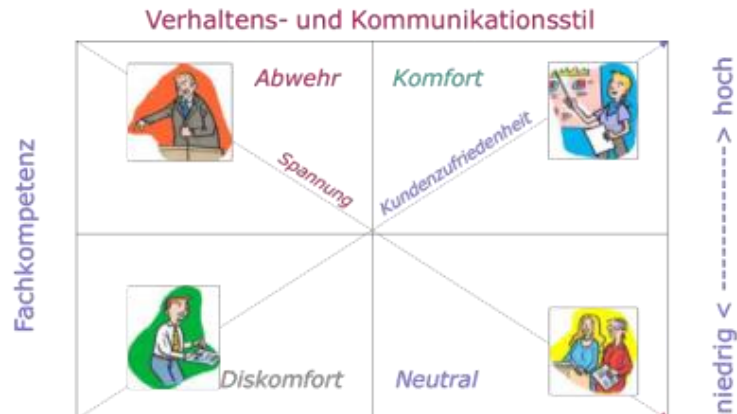 Verhaltens- und Kommunikationsstil
Abwehr
Komfort
Spannung
Kundenzufriedenheit
Fachkompetenz
niedrig < --------------> hoch
Diskomfort
Neutral